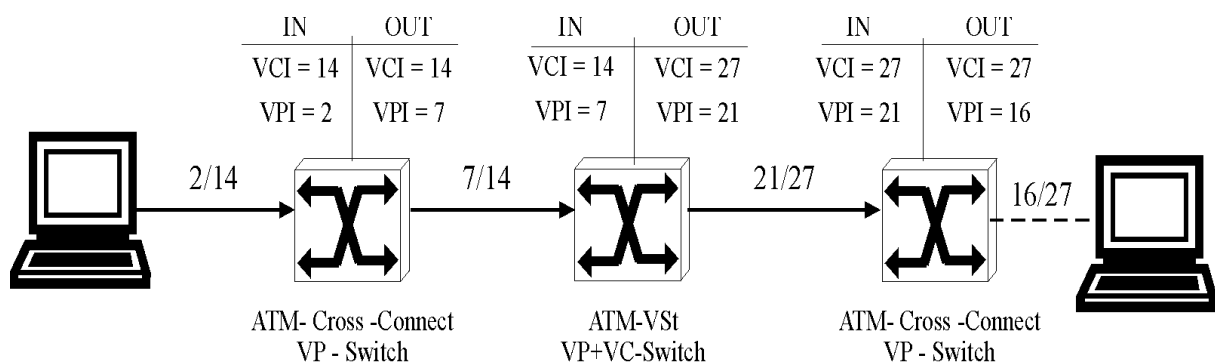 IN OUT
VCI = 14 VCI = 14
VPI = 2 VPI = 7
IN OUT
VCI = 14 VCI = 27
VPI = 7 VPI = 21
IN OUT
VCI = 27 VCI = 27
VPI = 21 VPI = 16
2/14
7/14
21/27
16/27
ATM- Cross -Connect
VP - Switch
ATM-VSt
VP+VC-Switch
ATM- Cross -Connect
VP - Switch